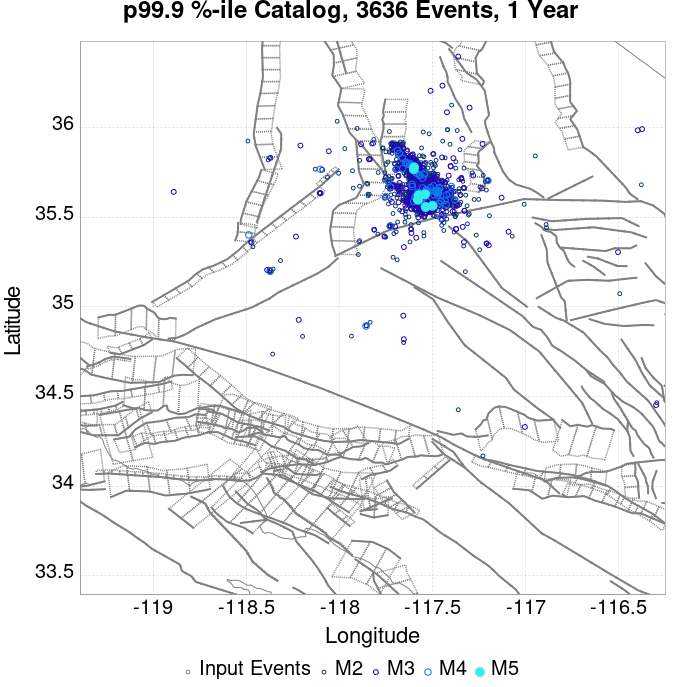 p99.9 %-ile Catalog, 3636 Events, 1 Year
36
35.5
35
34.5
34
33.5
Latitude
-119 -118.5 -118 -117.5 -117 -116.5
Longitude
Input Events M2 M3 M4 M5